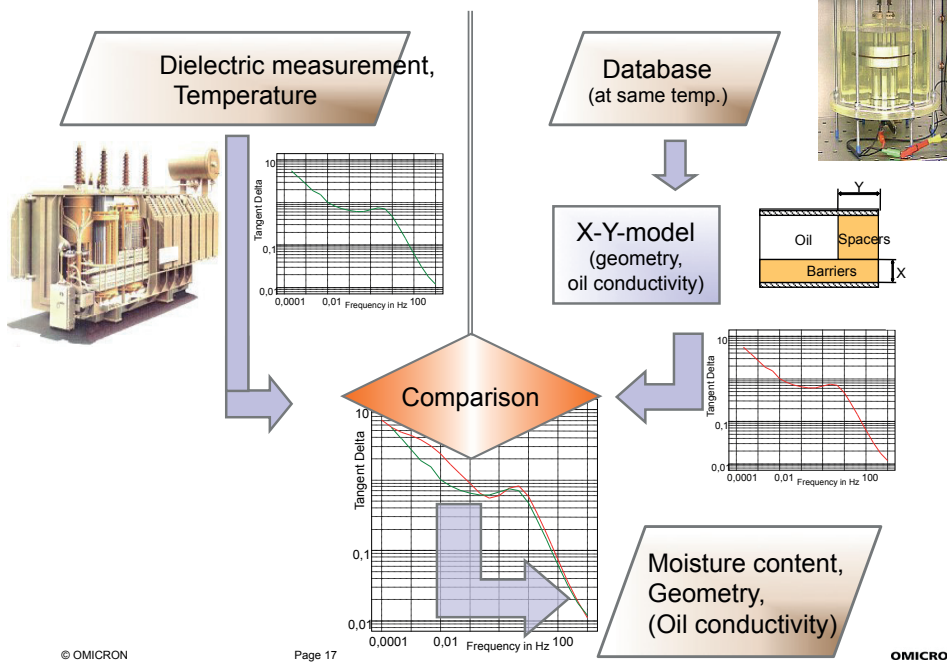 Dielectric measurement,
Temperature
Database
(at same temp.)
X-Y-model
(geometry,
oil conductivity)
Y
Oil
Spacers
Barriers
X
Tangent Delta
10
0,1
0,0
0,0001
0,01
Frequency in Hz
100
Comparison
Tangent Delta
10
0,1
0,01
0,0001
0,01
Frequency in Hz
100
Tangent Delta
10
0,1
0,01
0,0001
0,01
Frequency in Hz
100
Moisture content,
Geometry,
(Oil conductivity)
© OMICRON
Page 17
OMICRO